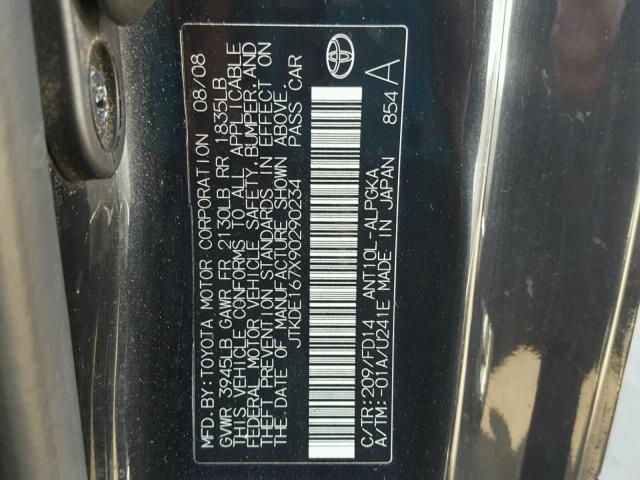 MFD.BY:TOYOTA MOTOR CORPORATION 08/08
GVWR 3945LB GAWR FR 2130LB RR 1835LB
THIS VEHICLE CONFORMS TO ALL APPLICABLE
FEDERAL MOTOR VEHICLE SAFETY, BUMPER, AND
THEFT PREVENTION STANDARDS IN EFFECT ON
THE DATE OF MANUFACTURE SHOWN ABOVE.
JTKDE167X90290234 PASS CAR
C/TR:209/FD14 ANT10L-ALPGKA 854 A
A/TM:-01A/U241E MADE IN JAPAN